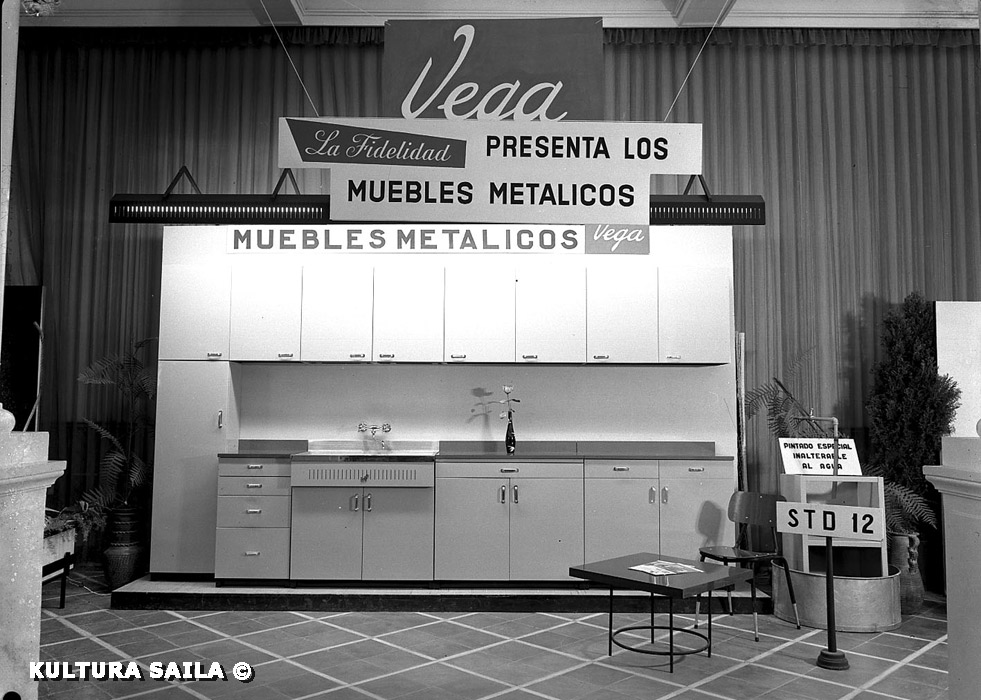 Vega
La Fidelidad PRESENTA LOS
MUEBLES METALICOS
MUEBLES METALICOS Vega
PINTADO ESPECIAL
INALTERABLE
AL AGUA
STD 12
KULTURA SAILA ©